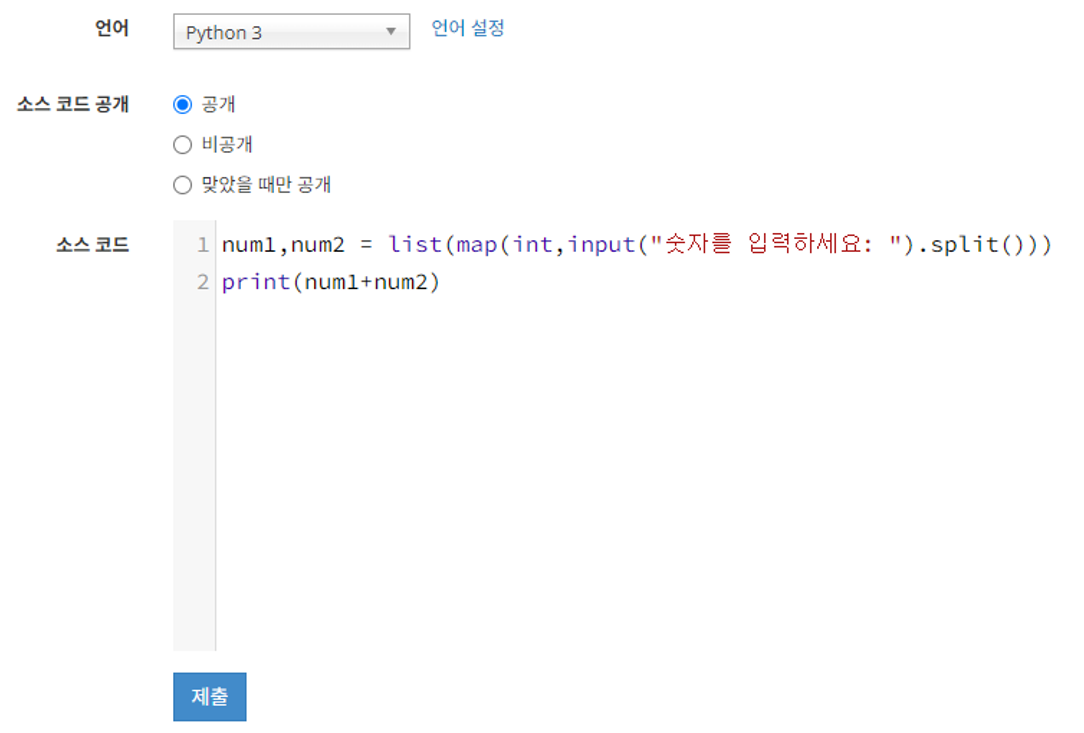 언어 Python 3 언어 설정
소스 코드 공개 공개
비공개
맞았을 때만 공개
소스 코드 1 num1,num2 = list(map(int,input("숫자를 입력하세요: ").split()))
2 print(num1+num2)
제출